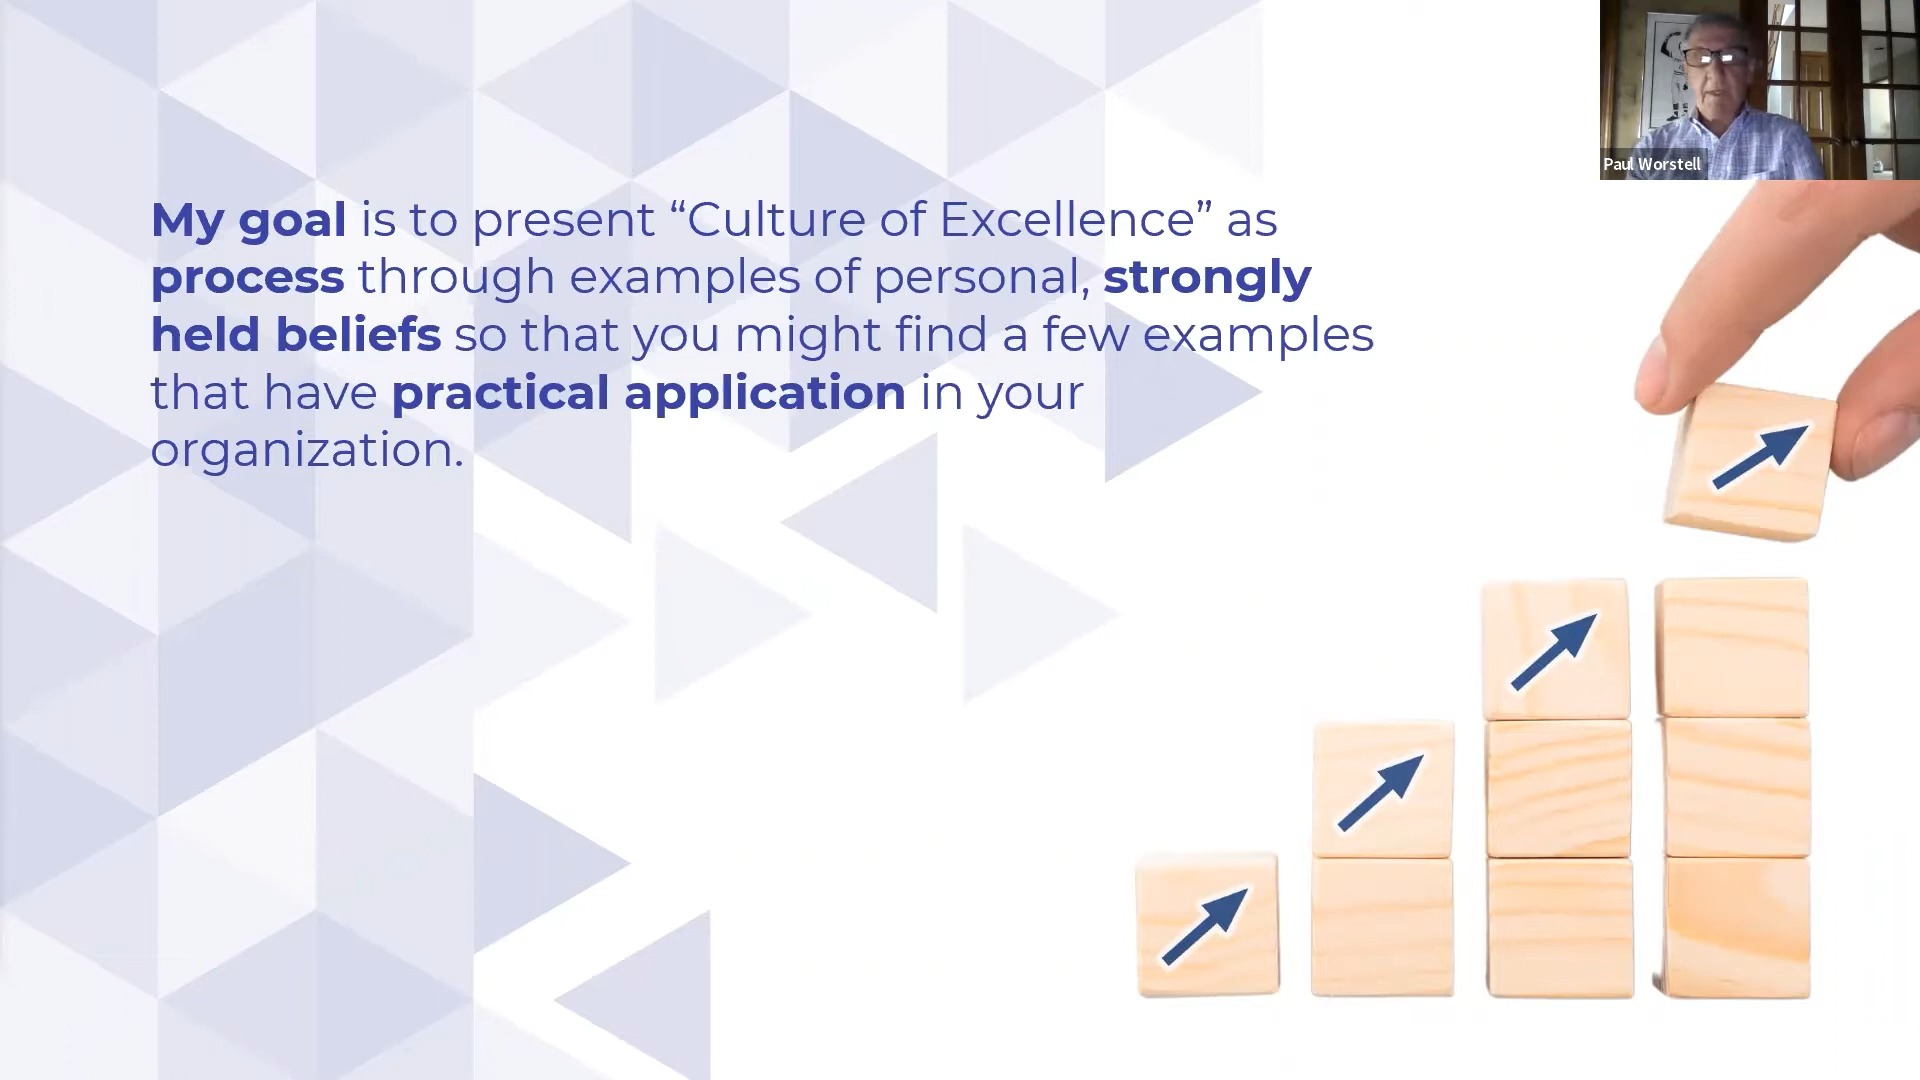 Paul Worstell
My goal is to present “Culture of Excellence” as
process through examples of personal, strongly
held beliefs so that you might find a few examples
that have practical application in your
organization.